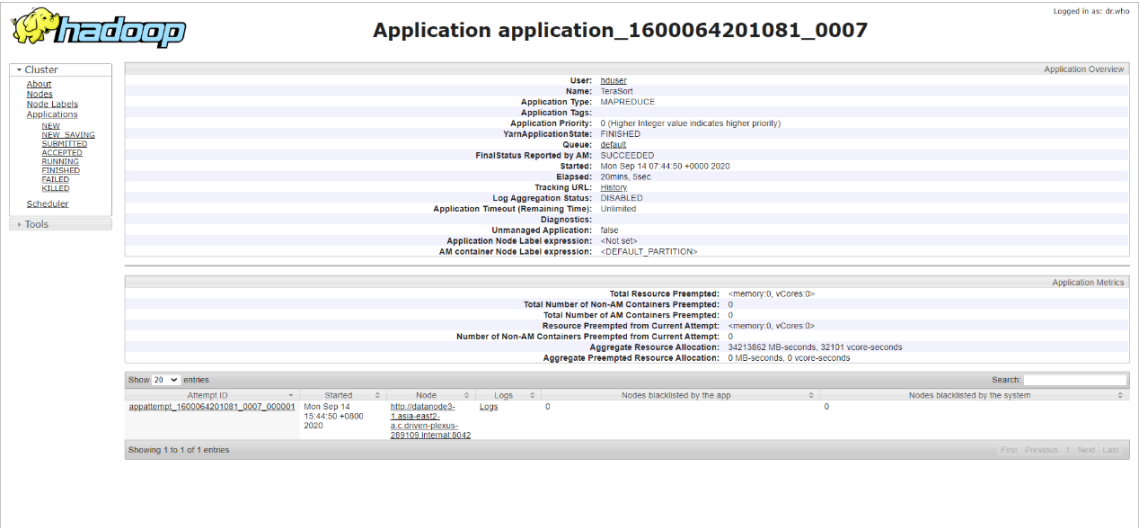 Logged in as: dr.who
hadoop
Application application_1600064201081_0007
Cluster
About
Nodes
Node Labels
Applications
NEW
NEW_SAVING
SUBMITTED
ACCEPTED
RUNNING
FINISHED
FAILED
KILLED
Scheduler
Tools
Application Overview
User: hduser
Name: TeraSort
Application Type: MAPREDUCE
Application Tags:
Application Priority: 0 (Higher Integer value indicates higher priority)
YarnApplicationState: FINISHED
Queue: default
FinalStatus Reported by AM: SUCCEEDED
Started: Mon Sep 14 07:44:50 +0000 2020
Elapsed: 20mins, 5sec
Tracking URL: History
Log Aggregation Status: DISABLED
Application Timeout (Remaining Time): Unlimited
Diagnostics:
Unmanaged Application: false
Application Node Label expression: <Not set>
AM container Node Label expression: <DEFAULT_PARTITION>
Application Metrics
Total Resource Preempted: <memory:0, vCores:0>
Total Number of Non-AM Containers Preempted: 0
Total Number of AM Containers Preempted: 0
Resource Preempted from Current Attempt: <memory:0, vCores:0>
Number of Non-AM Containers Preempted from Current Attempt: 0
Aggregate Resource Allocation: 34213862 MB-seconds, 32101 vcore-seconds
Aggregate Preempted Resource Allocation: 0 MB-seconds, 0 vcore-seconds
Show 20 entries Search:
Attempt ID Started Node Logs Nodes blacklisted by the app Nodes blacklisted by the system
appattempt_1600064201081_0007_000001 Mon Sep 14 http://datanode3- Logs 0 0
15:44:50 +0800 1.asia-east2-
2020 a.c.driven-plexus-
289109.internal:8042
Showing 1 to 1 of 1 entries First Previous 1 Next Last